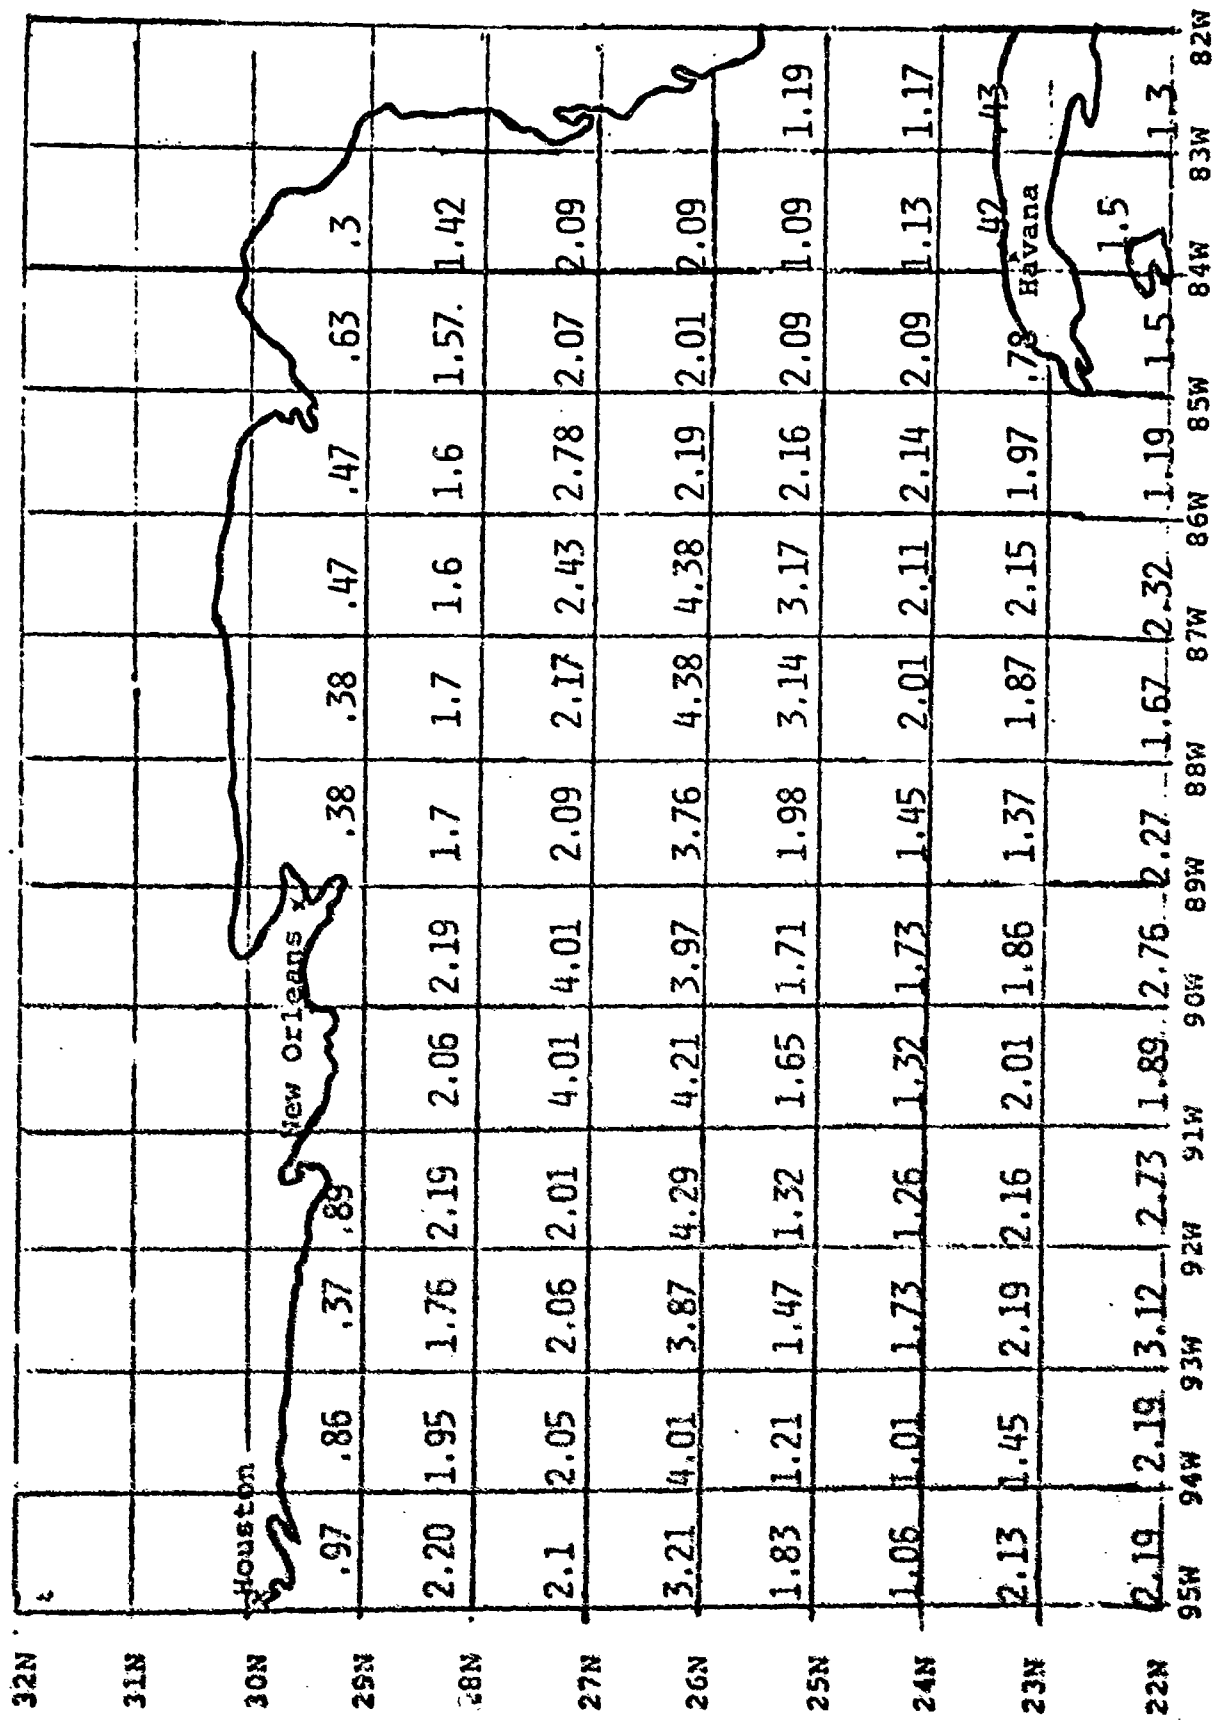 32N
31N
Houston
30N
New Orleans
.97 .86 .37 .89 .38 .38 .47 .47 .63 .3
29N
2.20 1.95 1.76 2.19 2.06 2.19 1.7 1.7 1.6 1.6 1.57 1.42
28N
2.1 2.05 2.06 2.01 4.01 4.01 2.09 2.17 2.43 2.78 2.07 2.09
27N
3.21 4.01 3.87 4.29 4.21 3.97 3.76 4.38 4.38 2.19 2.01 2.09
26N
1.83 1.21 1.47 1.32 1.65 1.71 1.98 3.14 3.17 2.16 2.09 1.09 1.19
25N
1.06 1.01 1.73 1.26 1.32 1.73 1.45 2.01 2.11 2.14 2.09 1.13 1.17
24N
2.13 1.45 2.19 2.16 2.01 1.86 1.37 1.87 2.15 1.97 .78 .42 .43
Havana
23N
1.5
2.19 2.19 3.12 2.73 1.89 2.76 2.27 1.67 2.32 1.19 1.5 1.3
22N
95W 94W 93W 92W 91W 90W 89W 88W 87W 86W 85W 84W 83W 82W